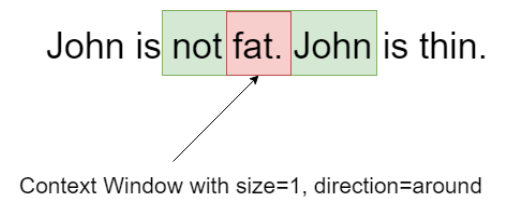 John is not fat. John is thin.
Context Window with size=1, direction=around